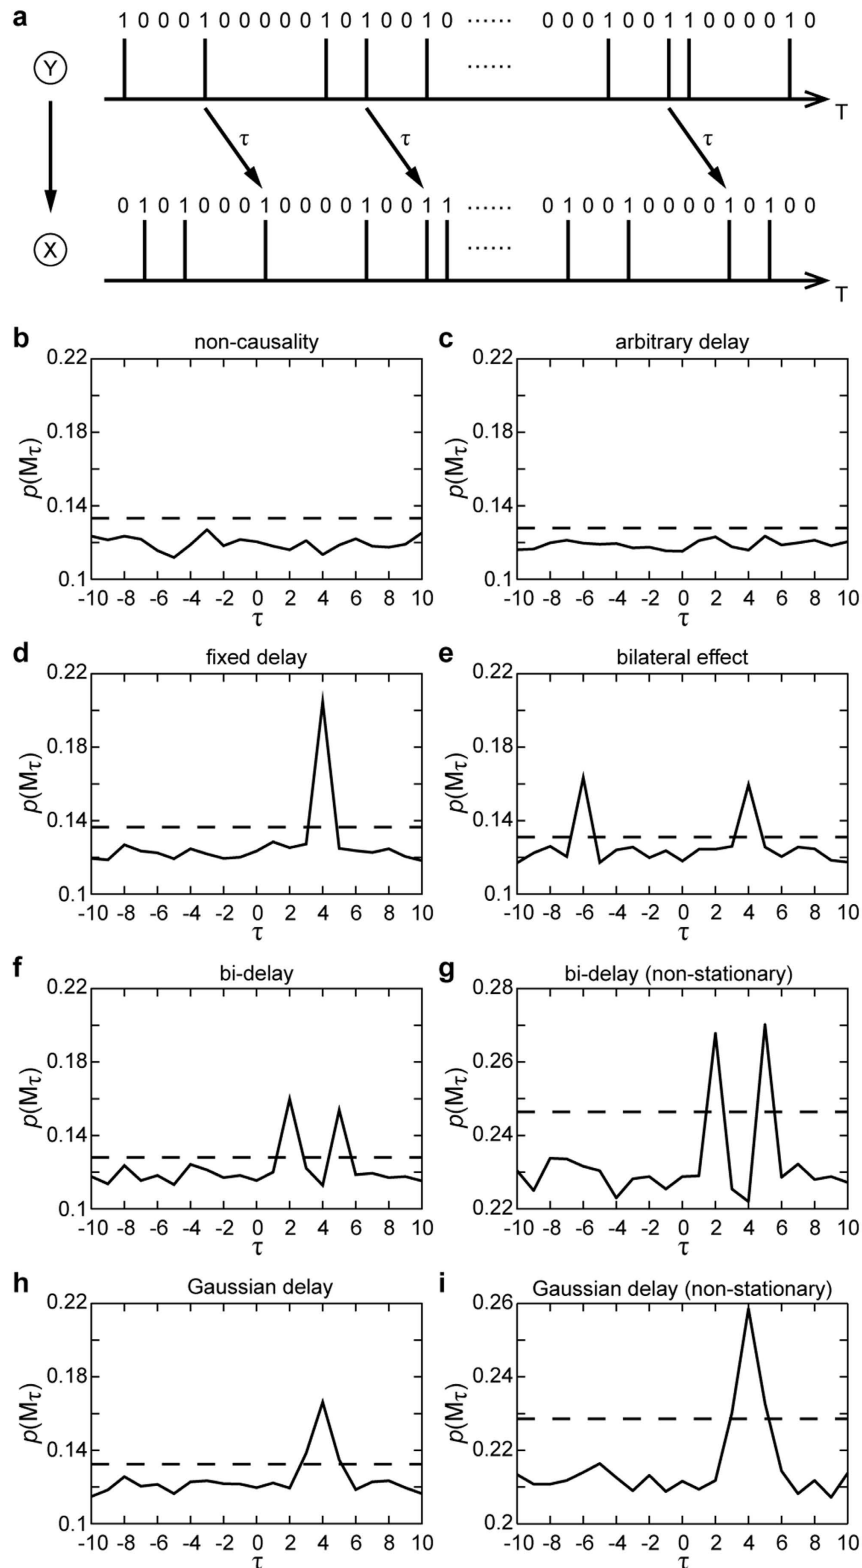 a
1 0 0 0 1 0 0 0 0 0 1 0 1 0 0 1 0 ...... 0 0 0 1 0 0 1 1 0 0 0 0 1 0
Y ......
T
τ τ τ
0 1 0 1 0 0 0 1 0 0 0 0 1 0 0 1 1 ...... 0 1 0 0 1 0 0 0 0 1 0 1 0 0
X ......
T
b non-causality
0.22
0.18
0.14
0.1
p(Mτ)
-10 -8 -6 -4 -2 0 2 4 6 8 10
τ
c arbitrary delay
0.22
0.18
0.14
0.1
p(Mτ)
-10 -8 -6 -4 -2 0 2 4 6 8 10
τ
d fixed delay
0.22
0.18
0.14
0.1
p(Mτ)
-10 -8 -6 -4 -2 0 2 4 6 8 10
τ
e bilateral effect
0.22
0.18
0.14
0.1
p(Mτ)
-10 -8 -6 -4 -2 0 2 4 6 8 10
τ
f bi-delay
0.22
0.18
0.14
0.1
p(Mτ)
-10 -8 -6 -4 -2 0 2 4 6 8 10
τ
g bi-delay (non-stationary)
0.28
0.26
0.24
0.22
p(Mτ)
-10 -8 -6 -4 -2 0 2 4 6 8 10
τ
h Gaussian delay
0.22
0.18
0.14
0.1
p(Mτ)
-10 -8 -6 -4 -2 0 2 4 6 8 10
τ
i Gaussian delay (non-stationary)
0.26
0.24
0.22
0.2
p(Mτ)
-10 -8 -6 -4 -2 0 2 4 6 8 10
τ